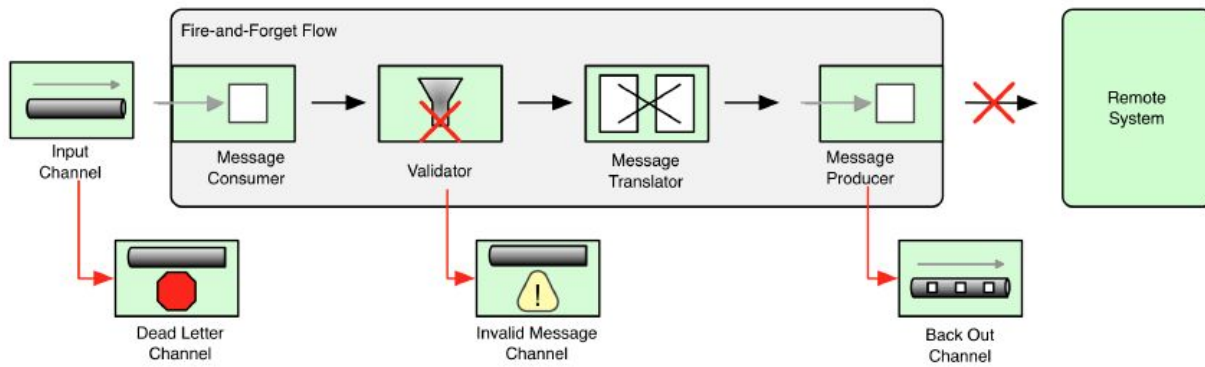 Fire-and-Forget Flow
Input
Channel
Message
Consumer
Validator
Message
Translator
Message
Producer
Remote
System
Dead Letter
Channel
!
Invalid Message
Channel
Back Out
Channel